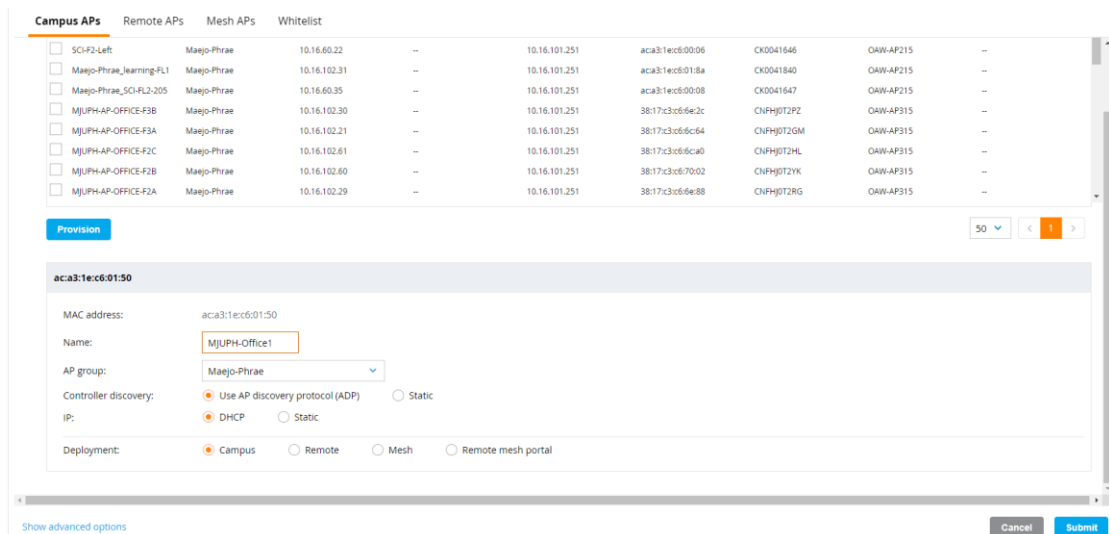 Campus APs Remote APs Mesh APs Whitelist
SCI-F2-Left Maejo-Phrae 10.16.60.22 -- 10.16.101.251 ac:a3:1e:c6:00:06 CK0041646 OAW-AP215 --
Maejo-Phrae_learning-FL1 Maejo-Phrae 10.16.102.31 -- 10.16.101.251 ac:a3:1e:c6:01:8a CK0041840 OAW-AP215 --
Maejo-Phrae_SCI-FL2-205 Maejo-Phrae 10.16.60.35 -- 10.16.101.251 ac:a3:1e:c6:00:08 CK0041647 OAW-AP215 --
MJUPH-AP-OFFICE-F3B Maejo-Phrae 10.16.102.30 -- 10.16.101.251 38:17:c3:c6:6e:2c CNFHJ0T2PZ OAW-AP315 --
MJUPH-AP-OFFICE-F3A Maejo-Phrae 10.16.102.21 -- 10.16.101.251 38:17:c3:c6:6c:64 CNFHJ0T2GM OAW-AP315 --
MJUPH-AP-OFFICE-F2C Maejo-Phrae 10.16.102.61 -- 10.16.101.251 38:17:c3:c6:6c:a0 CNFHJ0T2HL OAW-AP315 --
MJUPH-AP-OFFICE-F2B Maejo-Phrae 10.16.102.60 -- 10.16.101.251 38:17:c3:c6:70:02 CNFHJ0T2YK OAW-AP315 --
MJUPH-AP-OFFICE-F2A Maejo-Phrae 10.16.102.29 -- 10.16.101.251 38:17:c3:c6:6e:88 CNFHJ0T2RG OAW-AP315 --
Provision 50 < 1 >
ac:a3:1e:c6:01:50
MAC address: ac:a3:1e:c6:01:50
Name: MJUPH-Office1
AP group: Maejo-Phrae
Controller discovery: Use AP discovery protocol (ADP) Static
IP: DHCP Static
Deployment: Campus Remote Mesh Remote mesh portal
Show advanced options Cancel Submit